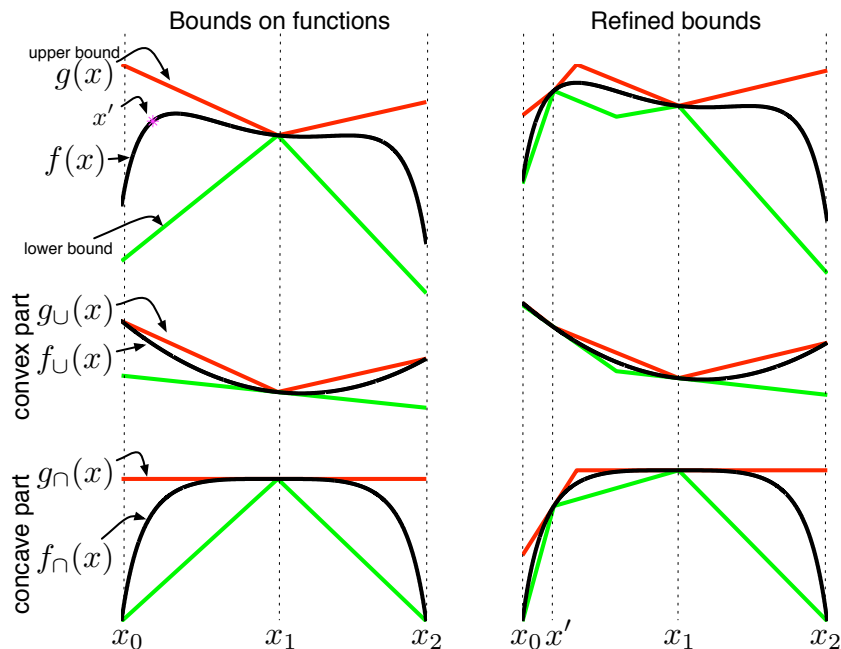 Bounds on functions
Refined bounds
upper bound
g(x)
x′
f(x)
lower bound
convex part
g∪(x)
f∪(x)
concave part
g∩(x)
f∩(x)
x₀ x₁ x₂
x₀ x′ x₁ x₂